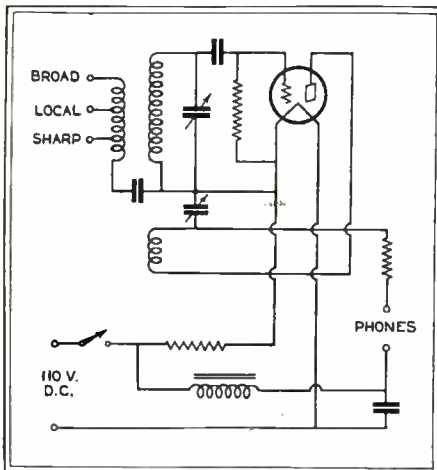 BROAD
LOCAL
SHARP
PHONES
110 V.
D.C.